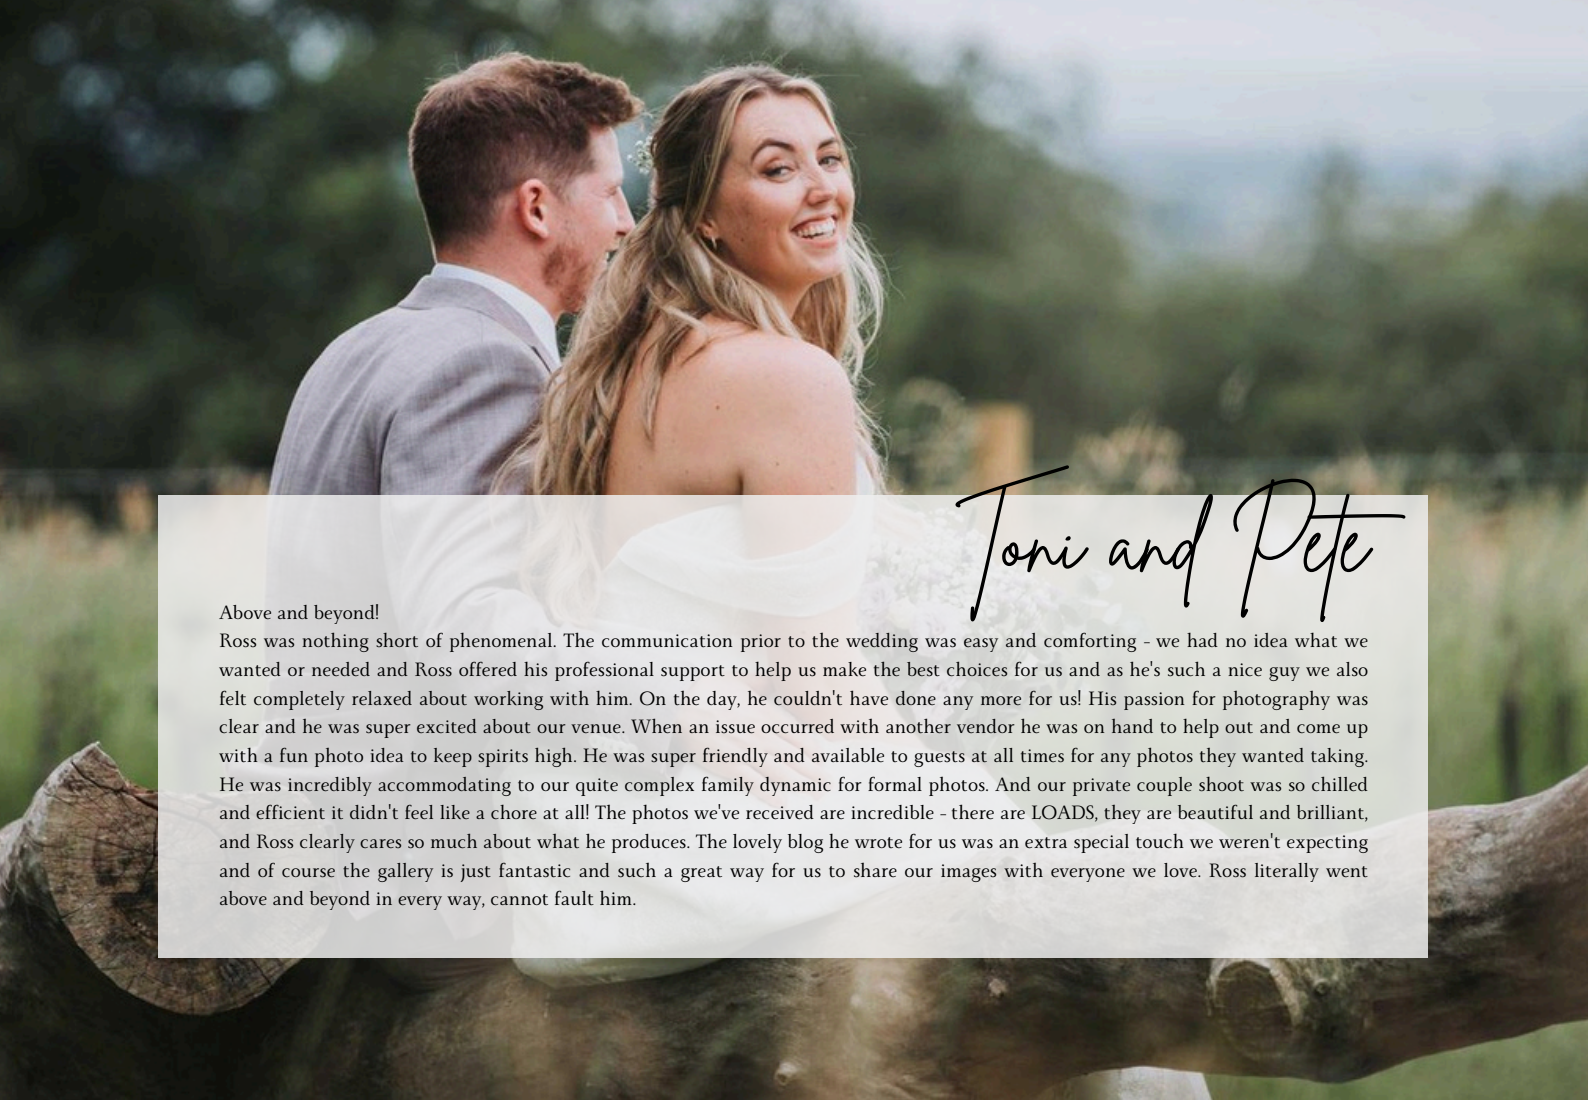 Toni and Pete
Above and beyond!
Ross was nothing short of phenomenal. The communication prior to the wedding was easy and comforting - we had no idea what we
wanted or needed and Ross offered his professional support to help us make the best choices for us and as he's such a nice guy we also
felt completely relaxed about working with him. On the day, he couldn't have done any more for us! His passion for photography was
clear and he was super excited about our venue. When an issue occurred with another vendor he was on hand to help out and come up
with a fun photo idea to keep spirits high. He was super friendly and available to guests at all times for any photos they wanted taking.
He was incredibly accommodating to our quite complex family dynamic for formal photos. And our private couple shoot was so chilled
and efficient it didn't feel like a chore at all! The photos we've received are incredible - there are LOADS, they are beautiful and brilliant,
and Ross clearly cares so much about what he produces. The lovely blog he wrote for us was an extra special touch we weren't expecting
and of course the gallery is just fantastic and such a great way for us to share our images with everyone we love. Ross literally went
above and beyond in every way, cannot fault him.